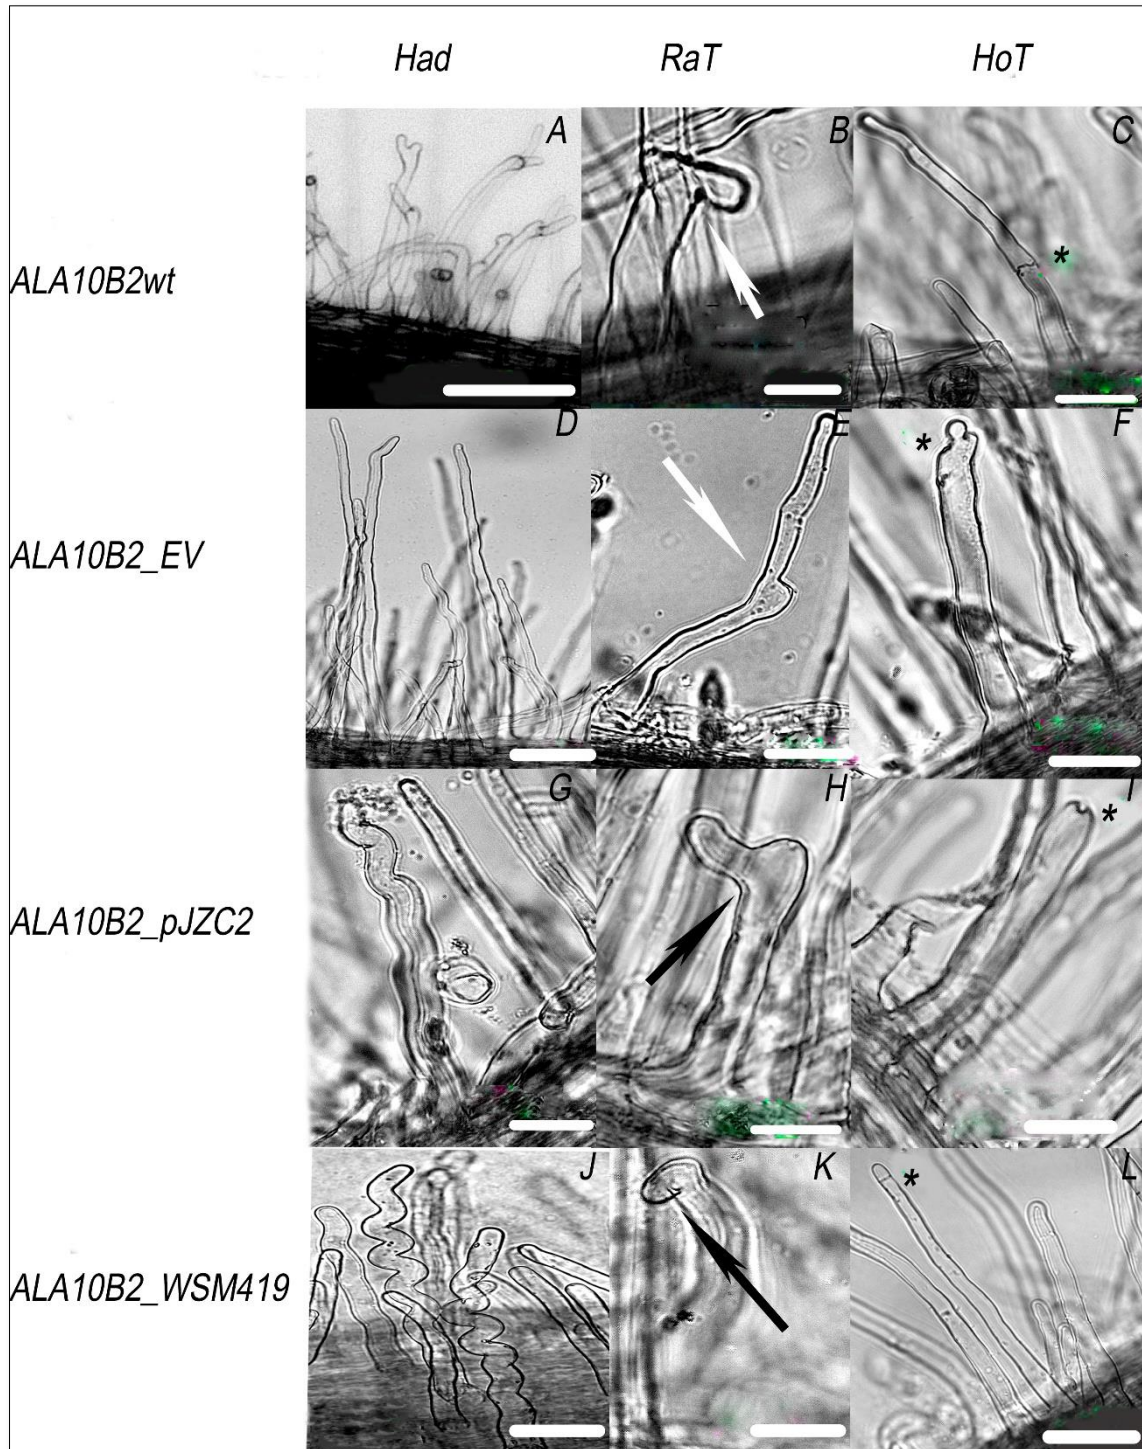 Had RaT HoT
A B C
ALA10B2wt *
D E F
ALA10B2_EV *
G H I
ALA10B2_pJZC2 *
J K L
ALA10B2_WSM419 *